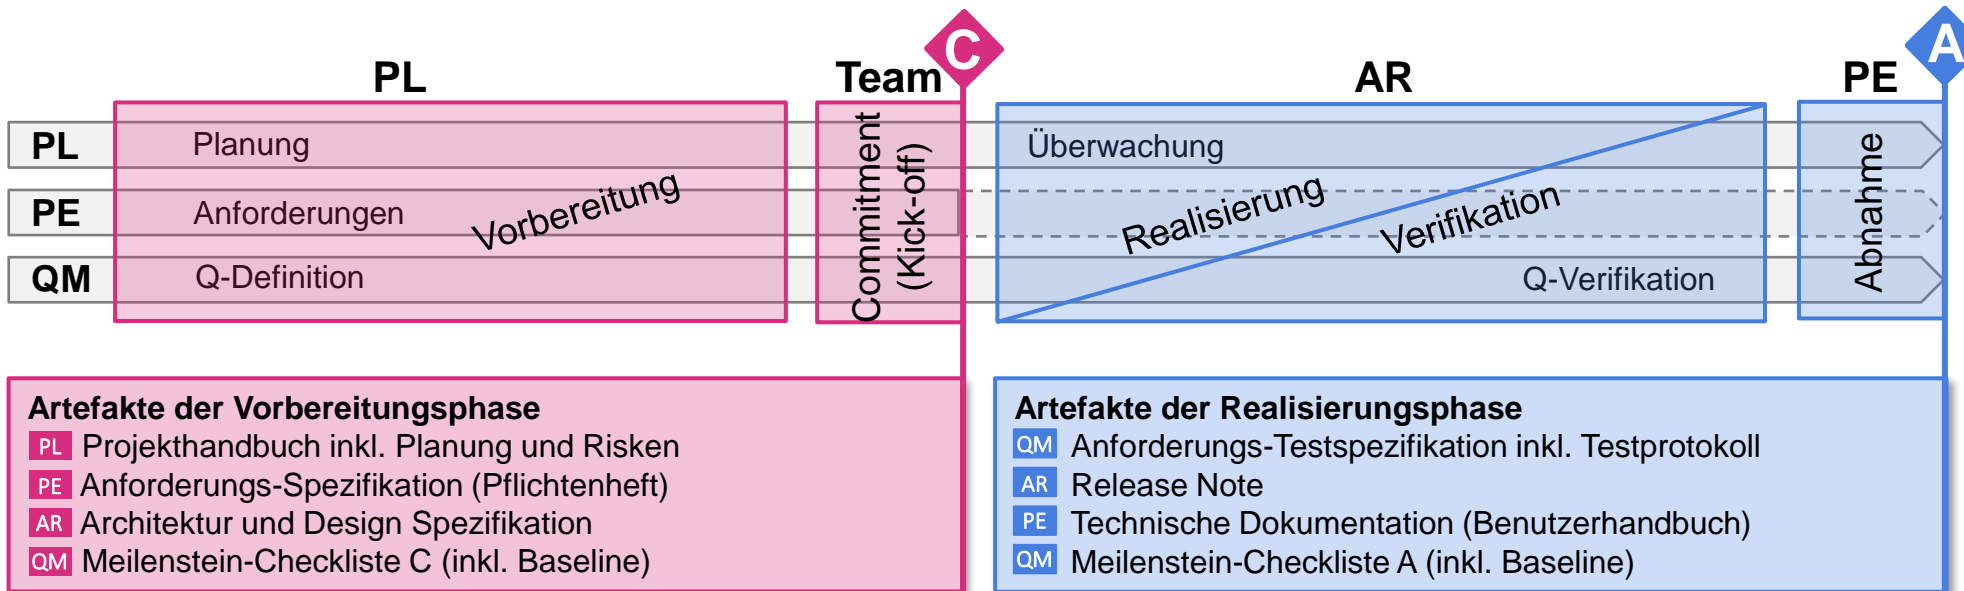 C
A
PL
Team
AR
PE
PL
Planung
Überwachung
PE
Anforderungen
Vorbereitung
Commitment
(Kick-off)
Realisierung
Verifikation
Abnahme
QM
Q-Definition
Q-Verifikation
Artefakte der Vorbereitungsphase
PL Projekthandbuch inkl. Planung und Risken
PE Anforderungs-Spezifikation (Pflichtenheft)
AR Architektur und Design Spezifikation
QM Meilenstein-Checkliste C (inkl. Baseline)
Artefakte der Realisierungsphase
QM Anforderungs-Testspezifikation inkl. Testprotokoll
AR Release Note
PE Technische Dokumentation (Benutzerhandbuch)
QM Meilenstein-Checkliste A (inkl. Baseline)